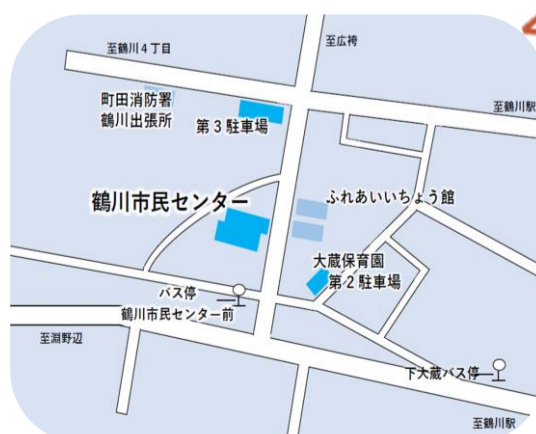 至広袴
至鶴川4丁目
町田消防署
鶴川出張所
第3駐車場
至鶴川駅
鶴川市民センター
ふれあいいちょう館
大蔵保育園
第2駐車場
バス停
鶴川市民センター前
至淵野辺
下大蔵バス停
至鶴川駅